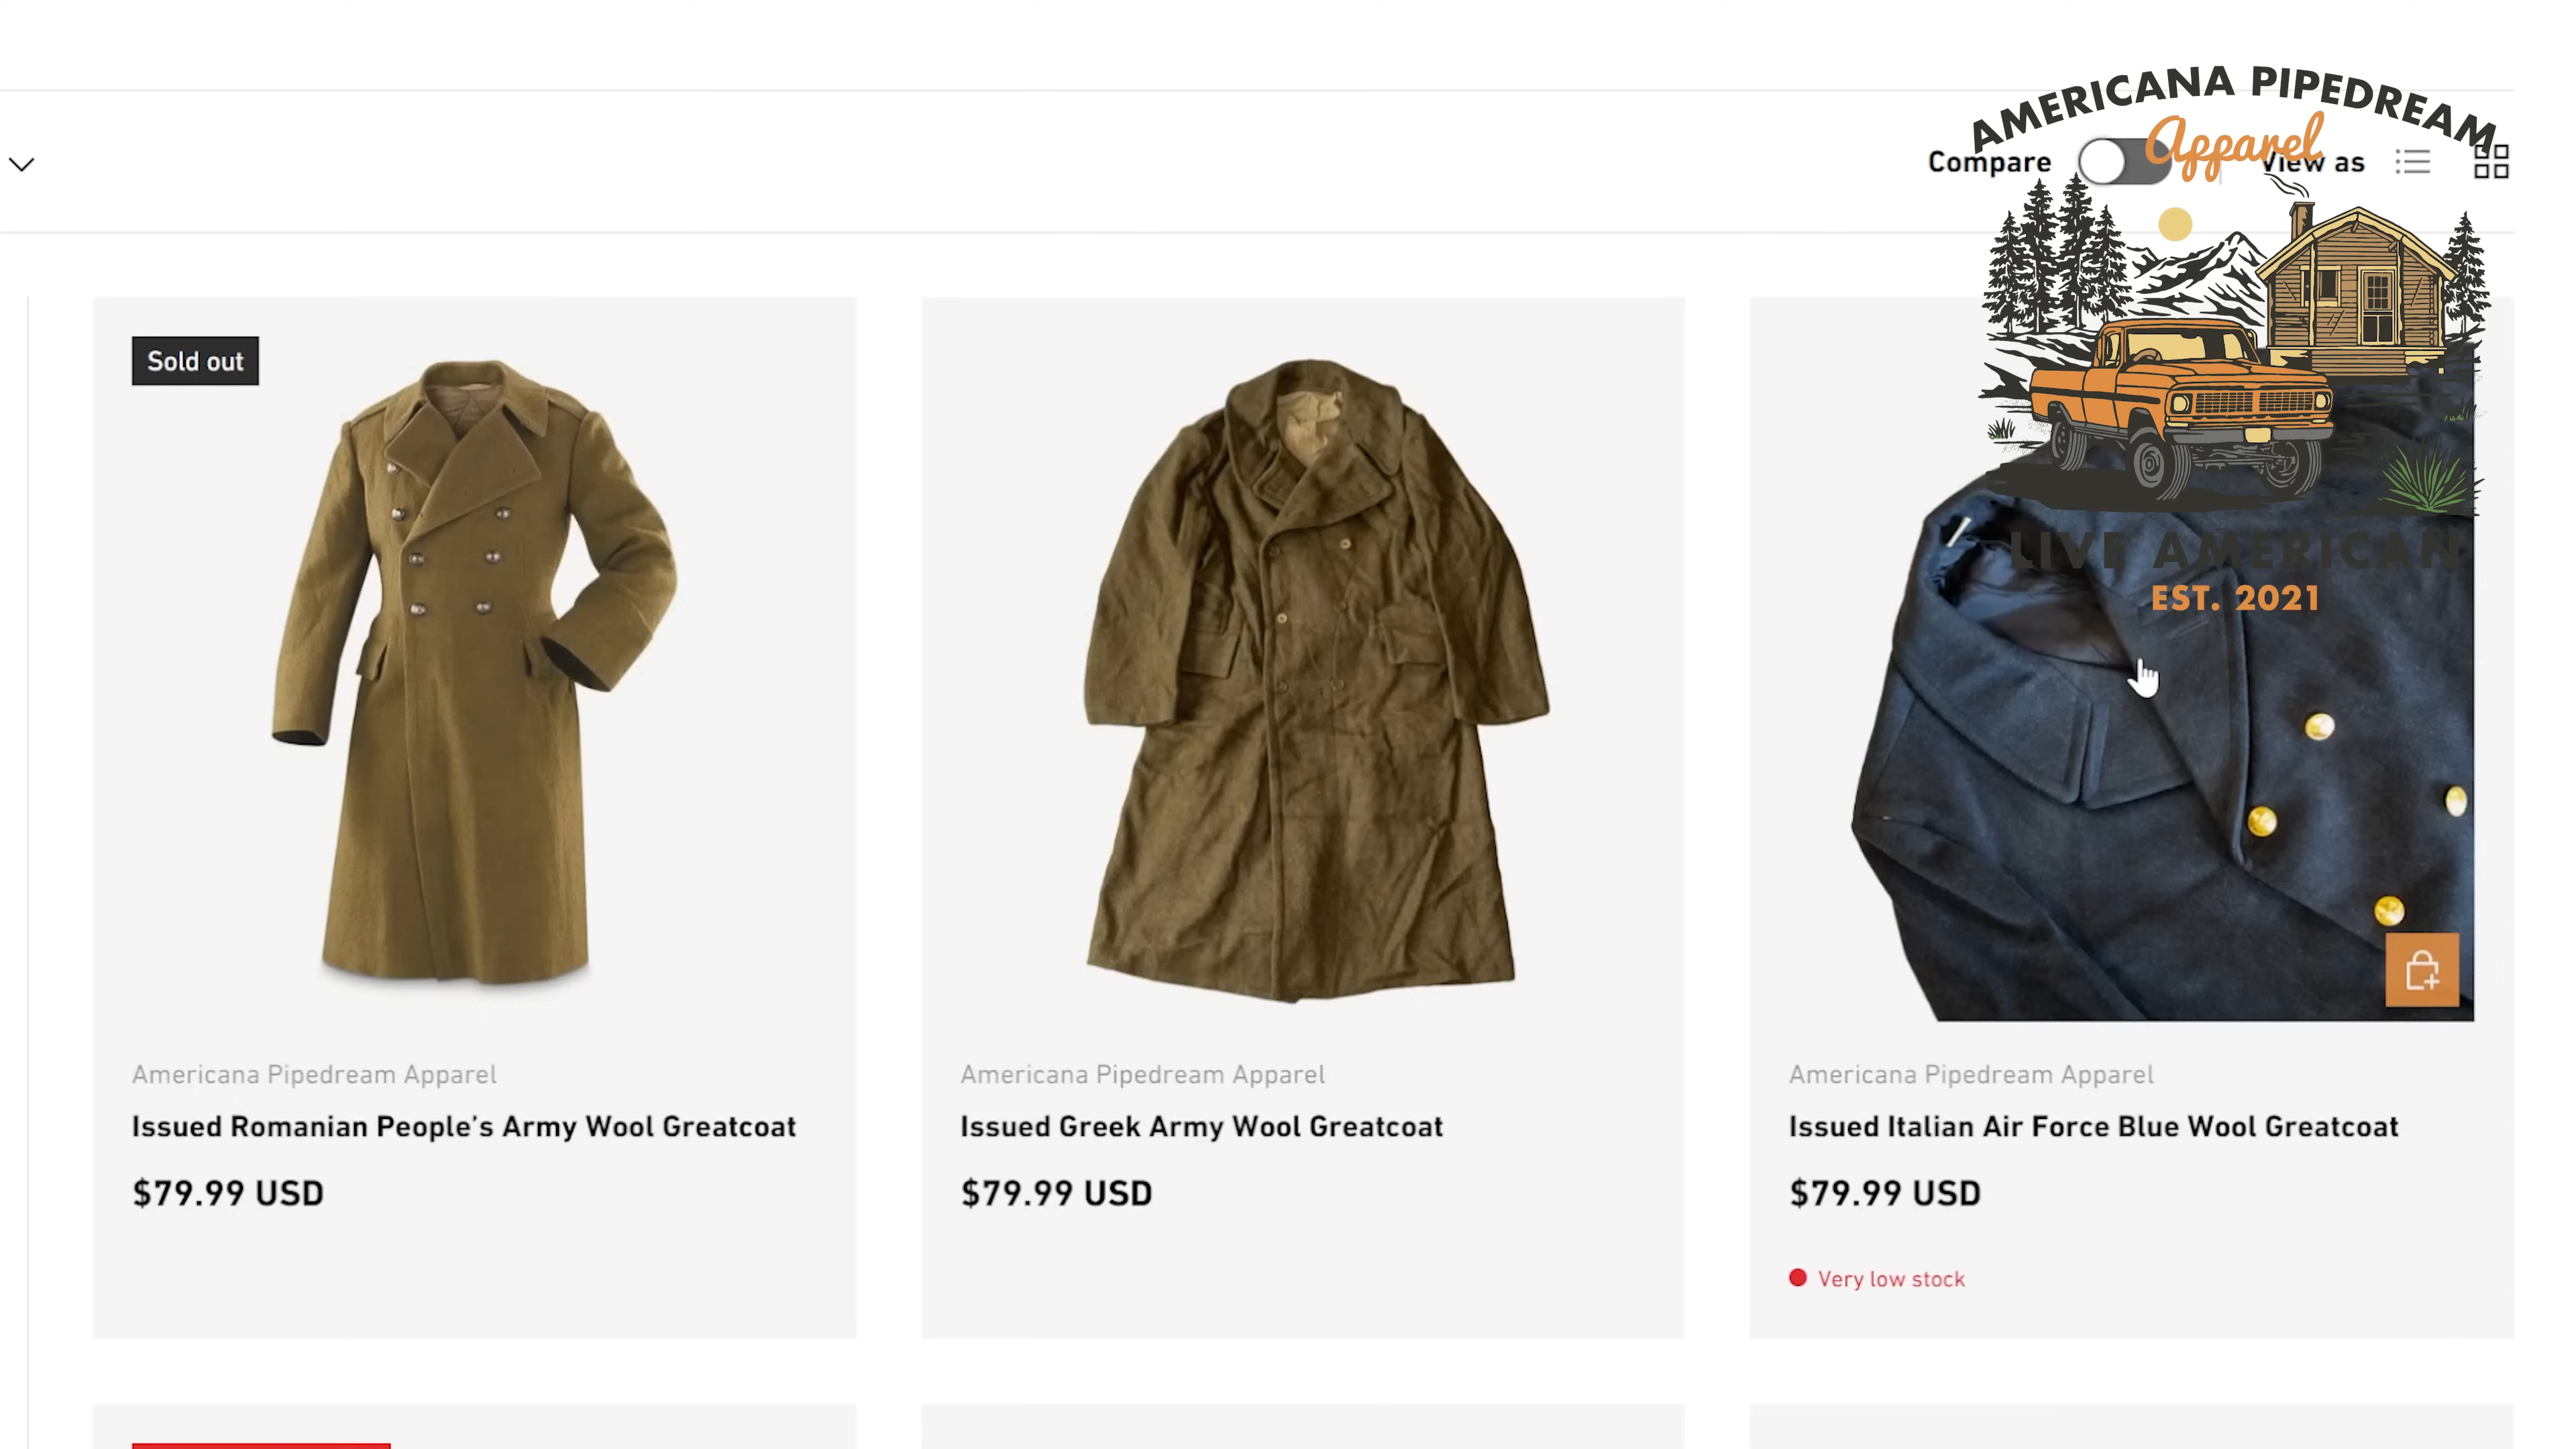 AMERICANA PIPEDREAM
Apparel
Compare
View as
LIVE AMERICAN
EST. 2021
Sold out
Americana Pipedream Apparel
Issued Romanian People's Army Wool Greatcoat
$79.99 USD
Americana Pipedream Apparel
Issued Greek Army Wool Greatcoat
$79.99 USD
Americana Pipedream Apparel
Issued Italian Air Force Blue Wool Greatcoat
$79.99 USD
Very low stock